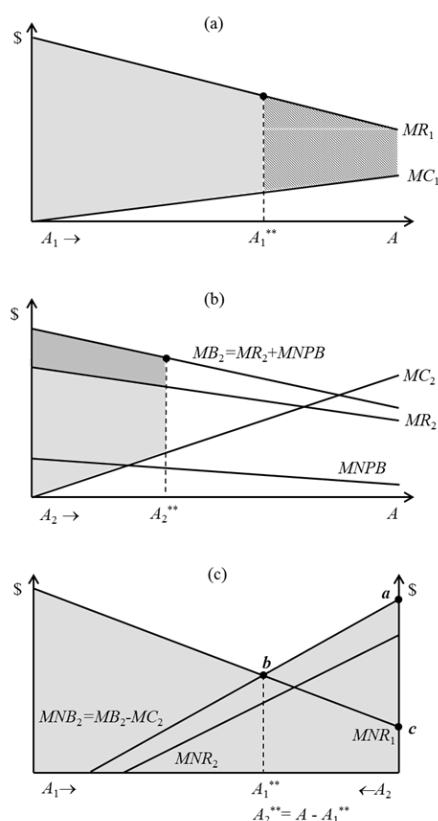 (a)
$
MR₁
MC₁
A₁ → A₁** A
(b)
$
MB₂=MR₂+MNPB
MC₂
MR₂
MNPB
A₂ → A₂** A
(c)
$ a $
b
MNB₂=MB₂-MC₂ c
MNR₁
MNR₂
A₁→ A₁** ←A₂
A₂**= A - A₁**